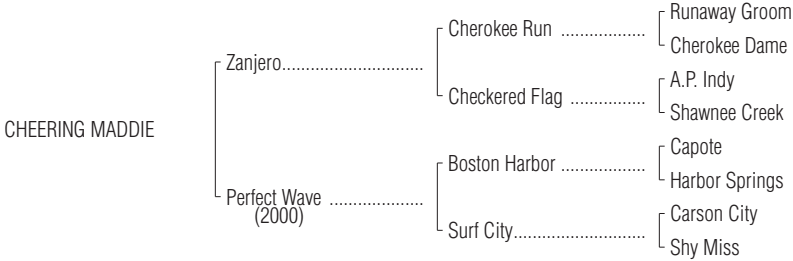 Runaway Groom
Cherokee Run ..................
Cherokee Dame
Zanjero..............................
A.P. Indy
Checkered Flag ................
Shawnee Creek
CHEERING MADDIE
Capote
Boston Harbor ..................
Harbor Springs
Perfect Wave ....................
(2000)
Carson City
Surf City............................
Shy Miss